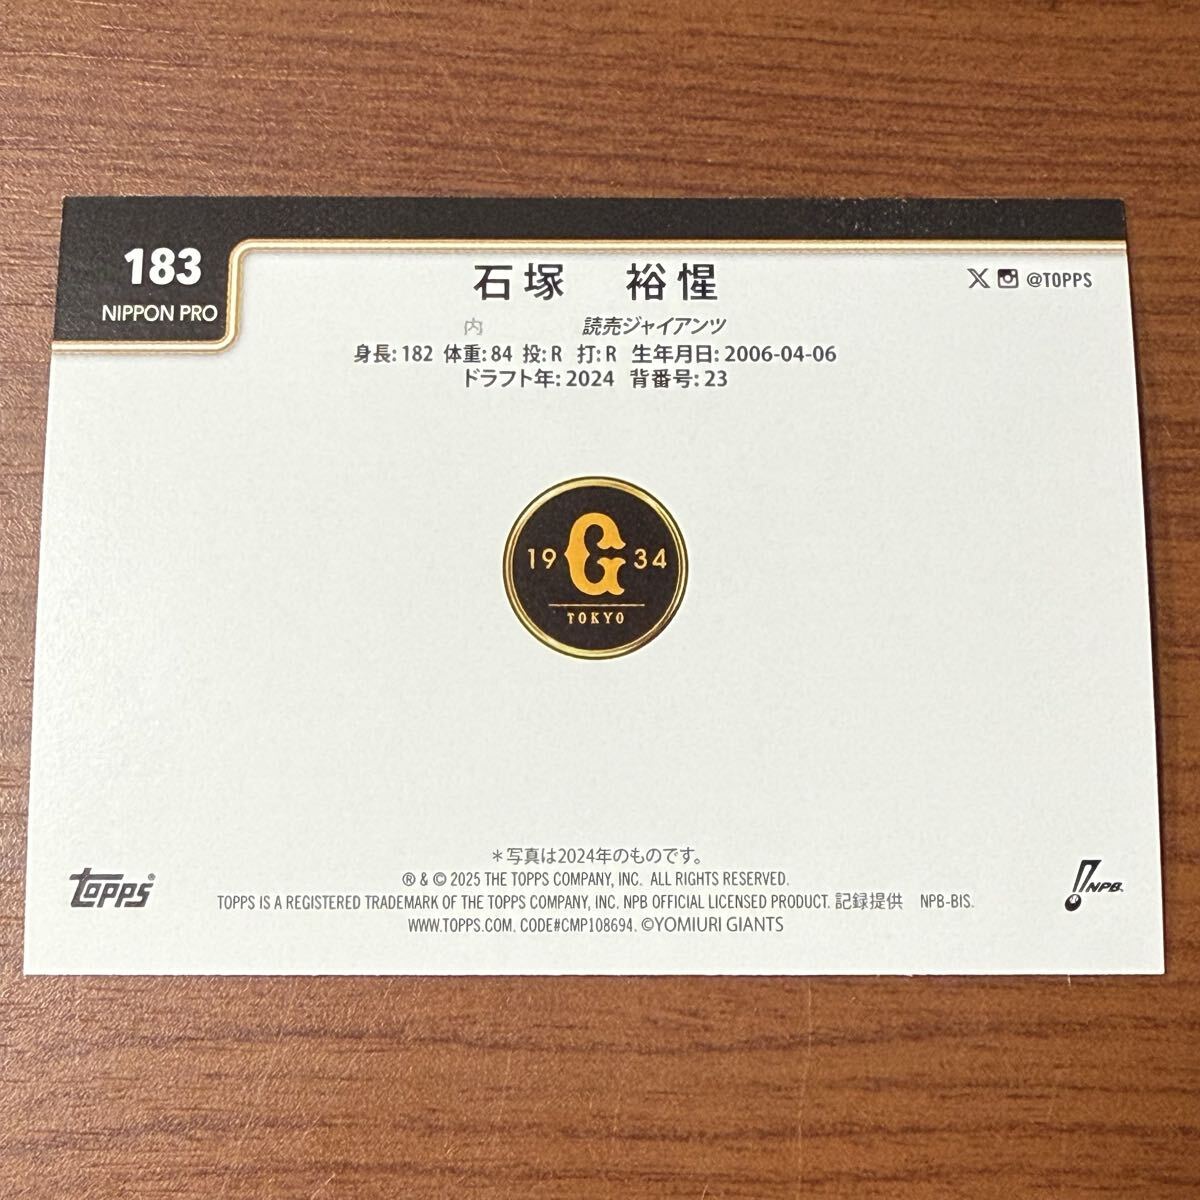 183
NIPPON PRO
石塚 裕惺
@TOPPS
内 読売ジャイアンツ
身長: 182 体重: 84 投: R 打: R 生年月日: 2006-04-06
ドラフト年: 2024 背番号: 23
19 G 34
TOKYO
＊写真は2024年のものです。
® & © 2025 THE TOPPS COMPANY, INC. ALL RIGHTS RESERVED.
TOPPS IS A REGISTERED TRADEMARK OF THE TOPPS COMPANY, INC. NPB OFFICIAL LICENSED PRODUCT. 記録提供 NPB-BIS.
WWW.TOPPS.COM. CODE#CMP108694. ©YOMIURI GIANTS
topps®
NPB